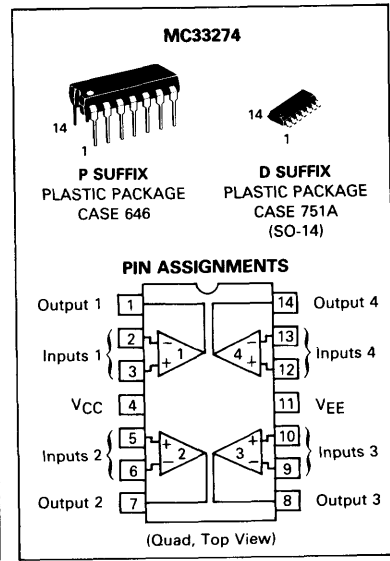 MC33274
14
1
14
1
P SUFFIX
PLASTIC PACKAGE
CASE 646
D SUFFIX
PLASTIC PACKAGE
CASE 751A
(SO-14)
PIN ASSIGNMENTS
Output 1 1 14 Output 4
Inputs 1 2 − 1 4 − 13 Inputs 4
3 + + 12
VCC 4 11 VEE
Inputs 2 5 + 2 3 + 10 Inputs 3
6 − − 9
Output 2 7 8 Output 3
(Quad, Top View)